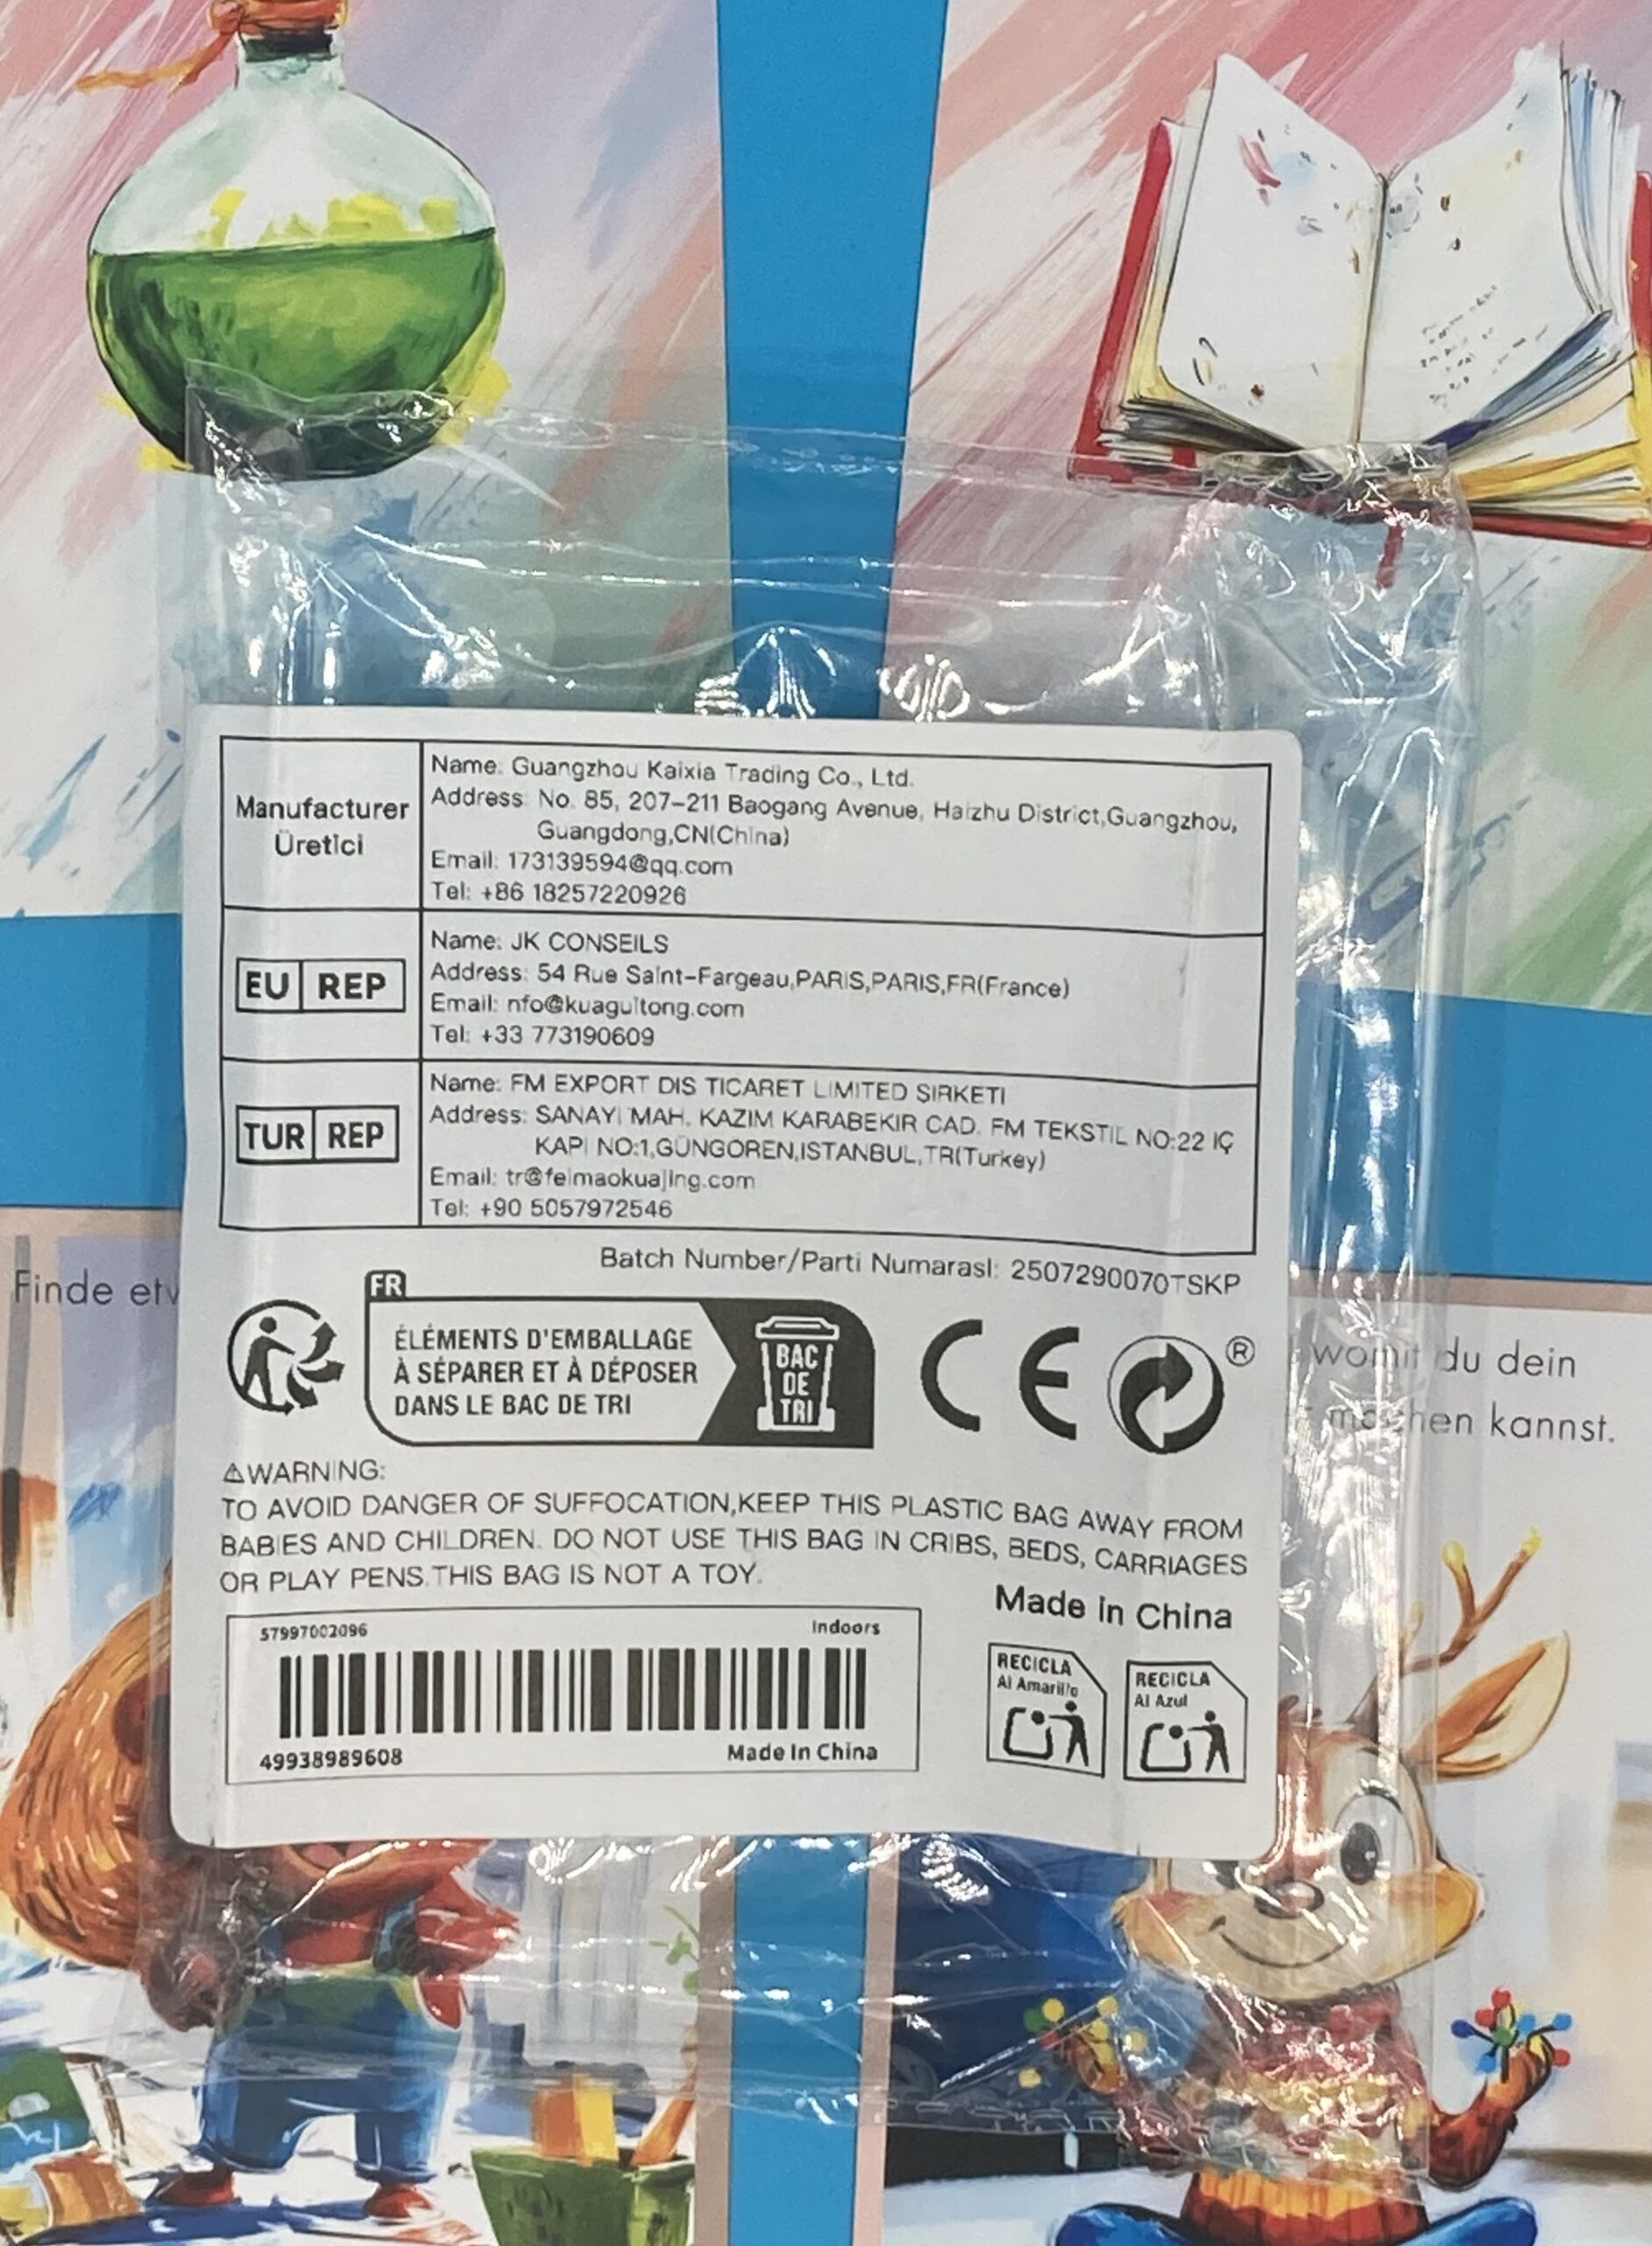 Manufacturer
Üretici
Name: Guangzhou Kaixia Trading Co., Ltd.
Address: No. 85, 207-211 Baogang Avenue, Haizhu District,Guangzhou,
Guangdong,CN(China)
Email: 173139594@qq.com
Tel: +86 18257220926
EU REP
Name: JK CONSEILS
Address: 54 Rue Saint-Fargeau,PARIS,PARIS,FR(France)
Email: nfo@kuaguitong.com
Tel: +33 773190609
TUR REP
Name: FM EXPORT DIS TICARET LIMITED SIRKETI
Address: SANAYI MAH. KAZIM KARABEKIR CAD. FM TEKSTIL NO:22 IÇ
KAPI NO:1,GÜNGOREN,ISTANBUL,TR(Turkey)
Email: tr@feimaokuajing.com
Tel: +90 5057972546
Batch Number/Parti Numarasl: 2507290070TSKP
Finde
FR
ÉLÉMENTS D'EMBALLAGE
À SÉPARER ET À DÉPOSER
DANS LE BAC DE TRI
BAC
DE
TRI
CE
®
womit du dein
machen kannst.
⚠WARNING:
TO AVOID DANGER OF SUFFOCATION,KEEP THIS PLASTIC BAG AWAY FROM
BABIES AND CHILDREN. DO NOT USE THIS BAG IN CRIBS, BEDS, CARRIAGES
OR PLAY PENS.THIS BAG IS NOT A TOY.
Made in China
57997002096 Indoors
49938989608 Made In China
RECICLA
Al Amarillo
RECICLA
Al Azul